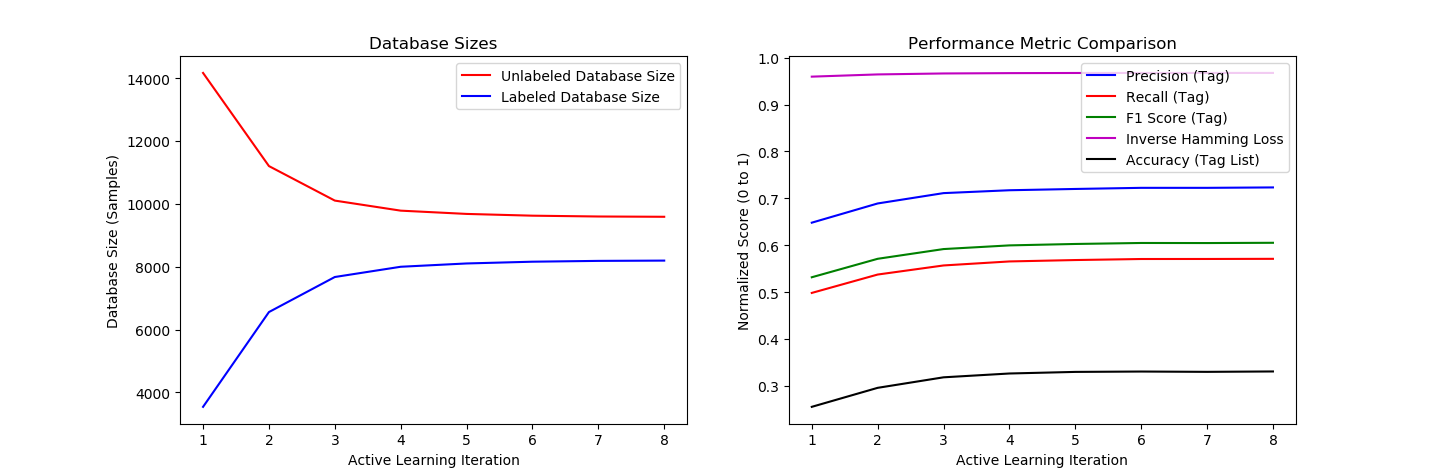 Database Sizes
Unlabeled Database Size
Labeled Database Size
14000
12000
10000
8000
6000
4000
Database Size (Samples)
1 2 3 4 5 6 7 8
Active Learning Iteration
Performance Metric Comparison
Precision (Tag)
Recall (Tag)
F1 Score (Tag)
Inverse Hamming Loss
Accuracy (Tag List)
1.0
0.9
0.8
0.7
0.6
0.5
0.4
0.3
Normalized Score (0 to 1)
1 2 3 4 5 6 7 8
Active Learning Iteration